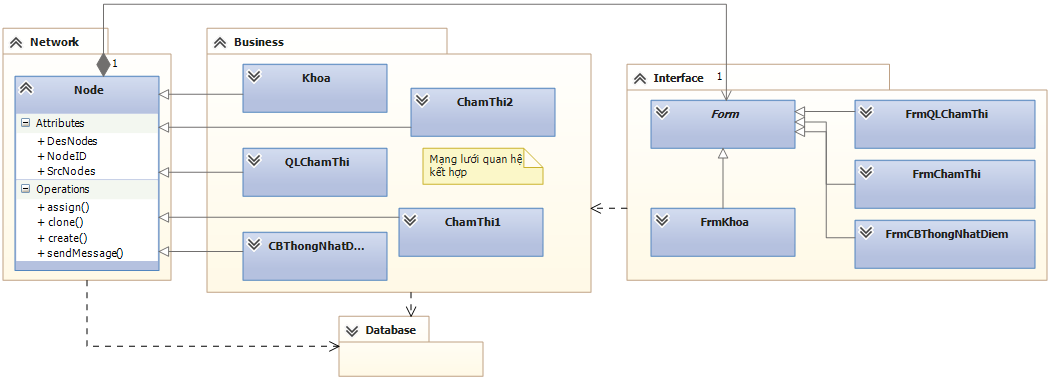 Network
1
Node
Attributes
+ DesNodes
+ NodeID
+ SrcNodes
Operations
+ assign()
+ clone()
+ create()
+ sendMessage()
Business
Khoa
ChamThi2
Mạng lưới quan hệ
kết hợp
QLChamThi
ChamThi1
CBThongNhatD...
Interface
1
Form
FrmQLChamThi
FrmChamThi
FrmKhoa
FrmCBThongNhatDiem
Database